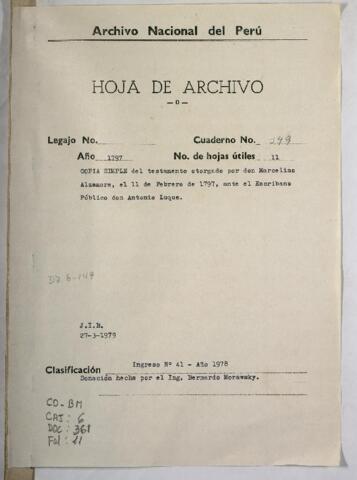 Archivo Nacional del Perú
HOJA DE ARCHIVO
—o—
Legajo No. Cuaderno No. 149
Año 1797 No. de hojas útiles 11
COPIA SIMPLE del testamento otorgado por don Marcelino
Alzamora, el 11 de Febrero de 1797, ante el Escribano
Público don Antonio Luque.
D2.6-149
J.I.R.
27-3-1979
Ingreso Nº 41 - Año 1978
Clasificación
Donación hecha por el Ing. Bernardo Morawsky.
CO-BM
CAJ: 6
DOC: 361
Fol: 11